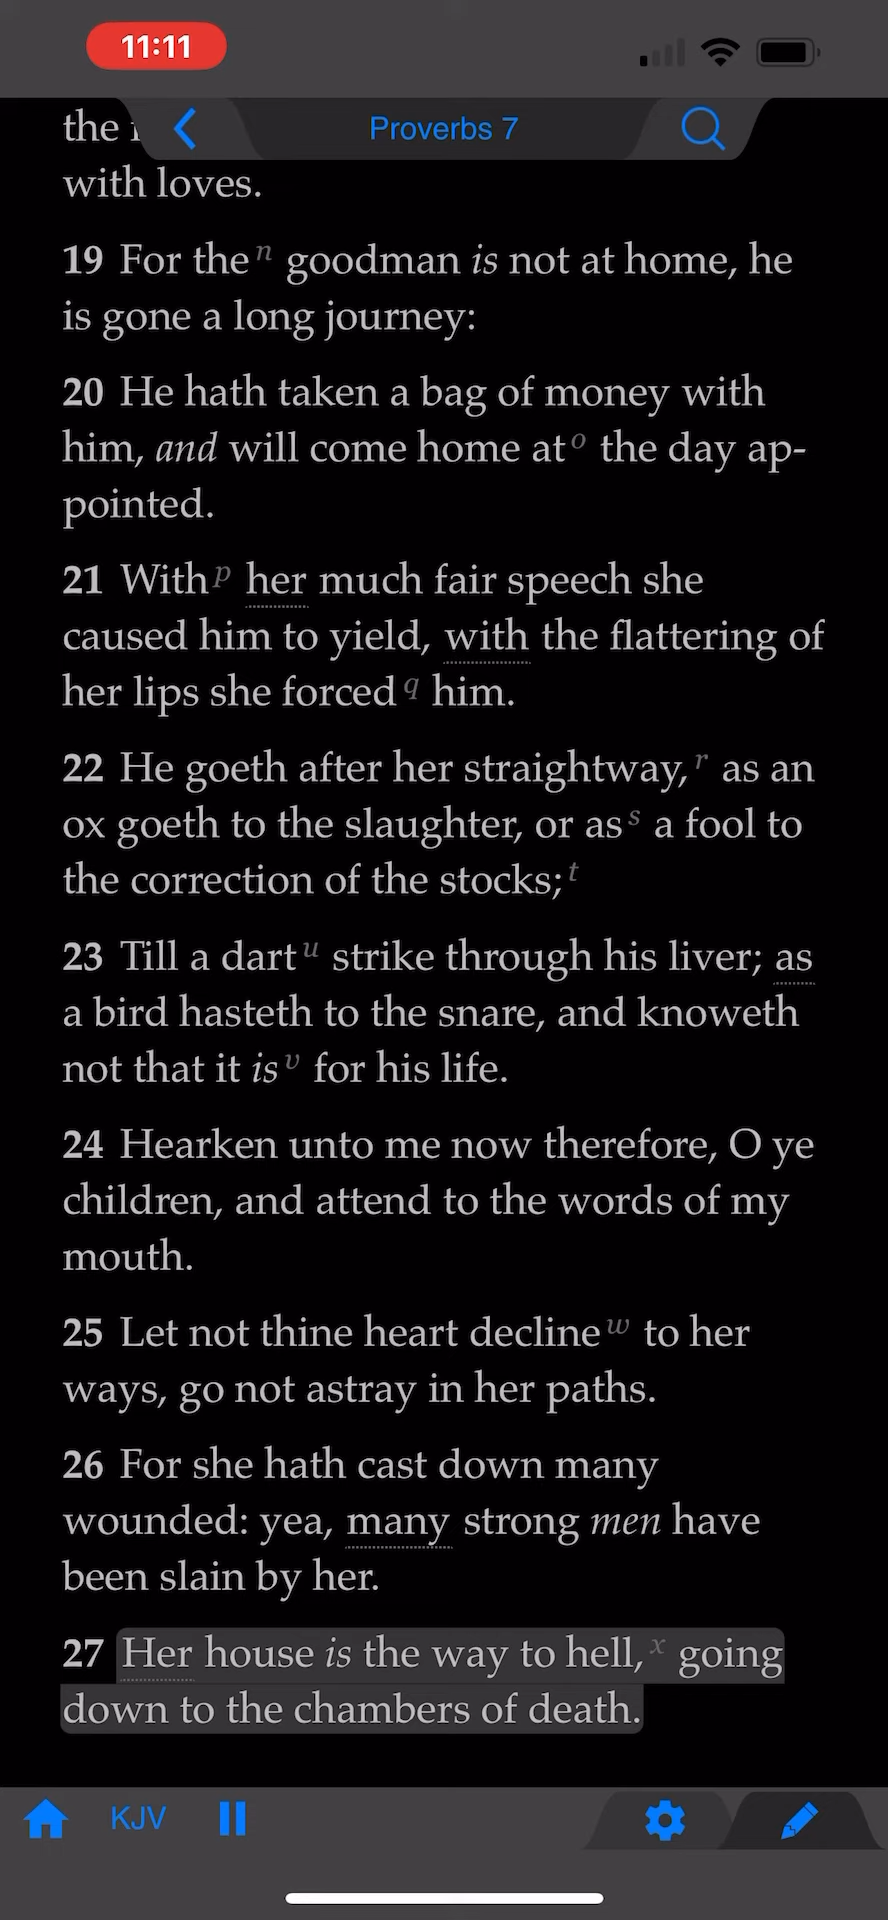 11:11
Proverbs 7
the
with loves.
19 For the n goodman is not at home, he
is gone a long journey:
20 He hath taken a bag of money with
him, and will come home at o the day ap-
pointed.
21 With p her much fair speech she
caused him to yield, with the flattering of
her lips she forced q him.
22 He goeth after her straightway, r as an
ox goeth to the slaughter, or as s a fool to
the correction of the stocks; t
23 Till a dart u strike through his liver; as
a bird hasteth to the snare, and knoweth
not that it is v for his life.
24 Hearken unto me now therefore, O ye
children, and attend to the words of my
mouth.
25 Let not thine heart decline w to her
ways, go not astray in her paths.
26 For she hath cast down many
wounded: yea, many strong men have
been slain by her.
27 Her house is the way to hell, x going
down to the chambers of death.
KJV